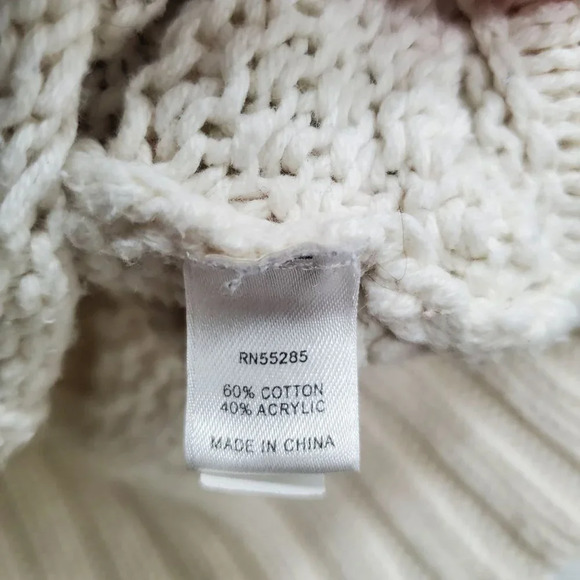 RN55285
60% COTTON
40% ACRYLIC
MADE IN CHINA